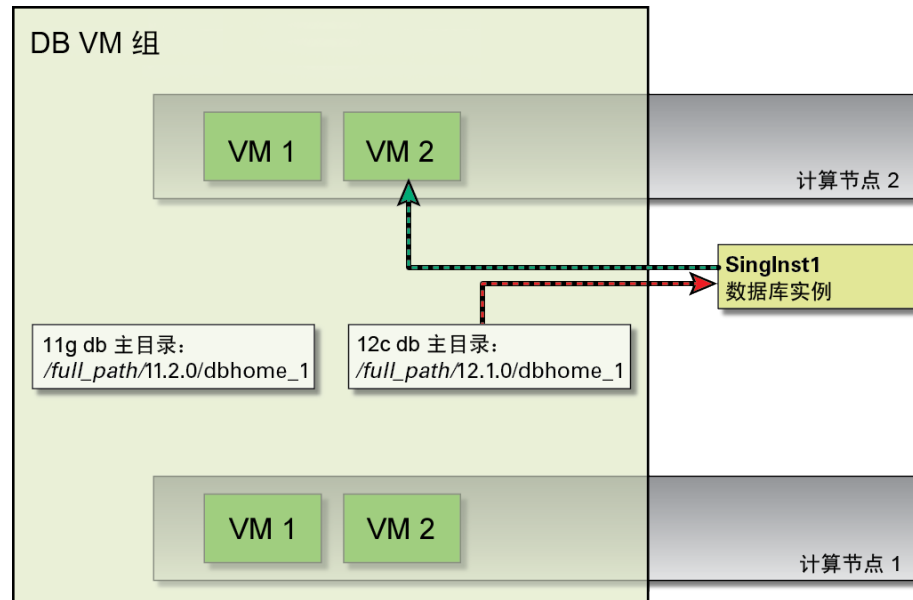 DB VM 组
VM 1
VM 2
计算节点 2
SingInst1
数据库实例
11g db 主目录：
/full_path/11.2.0/dbhome_1
12c db 主目录：
/full_path/12.1.0/dbhome_1
VM 1
VM 2
计算节点 1